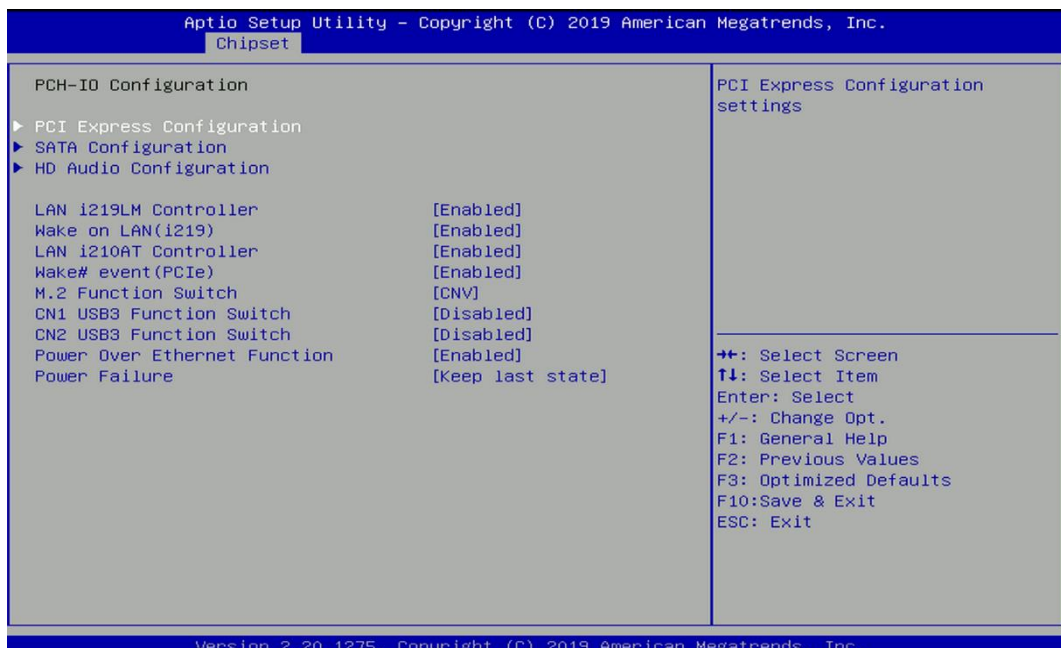 Aptio Setup Utility – Copyright (C) 2019 American Megatrends, Inc.
Chipset
PCH-IO Configuration
PCI Express Configuration
SATA Configuration
HD Audio Configuration
LAN i219LM Controller [Enabled]
Wake on LAN(i219) [Enabled]
LAN i210AT Controller [Enabled]
Wake# event(PCIe) [Enabled]
M.2 Function Switch [CNV]
CN1 USB3 Function Switch [Disabled]
CN2 USB3 Function Switch [Disabled]
Power Over Ethernet Function [Enabled]
Power Failure [Keep last state]
PCI Express Configuration
settings
→←: Select Screen
↑↓: Select Item
Enter: Select
+/-: Change Opt.
F1: General Help
F2: Previous Values
F3: Optimized Defaults
F10:Save & Exit
ESC: Exit
Version 2.20.1275. Copyright (C) 2019 American Megatrends, Inc.